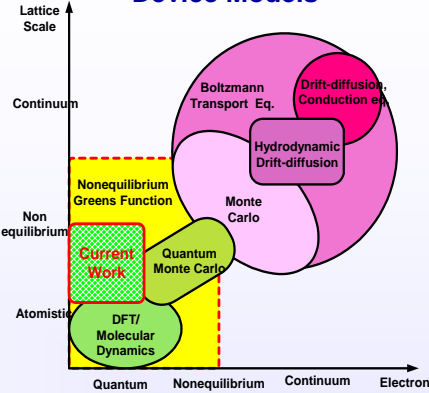 Device Models
Lattice
Scale
Boltzmann
Transport Eq.
Drift-diffusion,
Conduction eq.
Continuum
Hydrodynamic
Drift-diffusion
Nonequilibrium
Greens Function
Monte
Carlo
Non
equilibrium
Current
Work
Quantum
Monte Carlo
Atomistic
DFT/
Molecular
Dynamics
Quantum
Nonequilibrium
Continuum
Electron